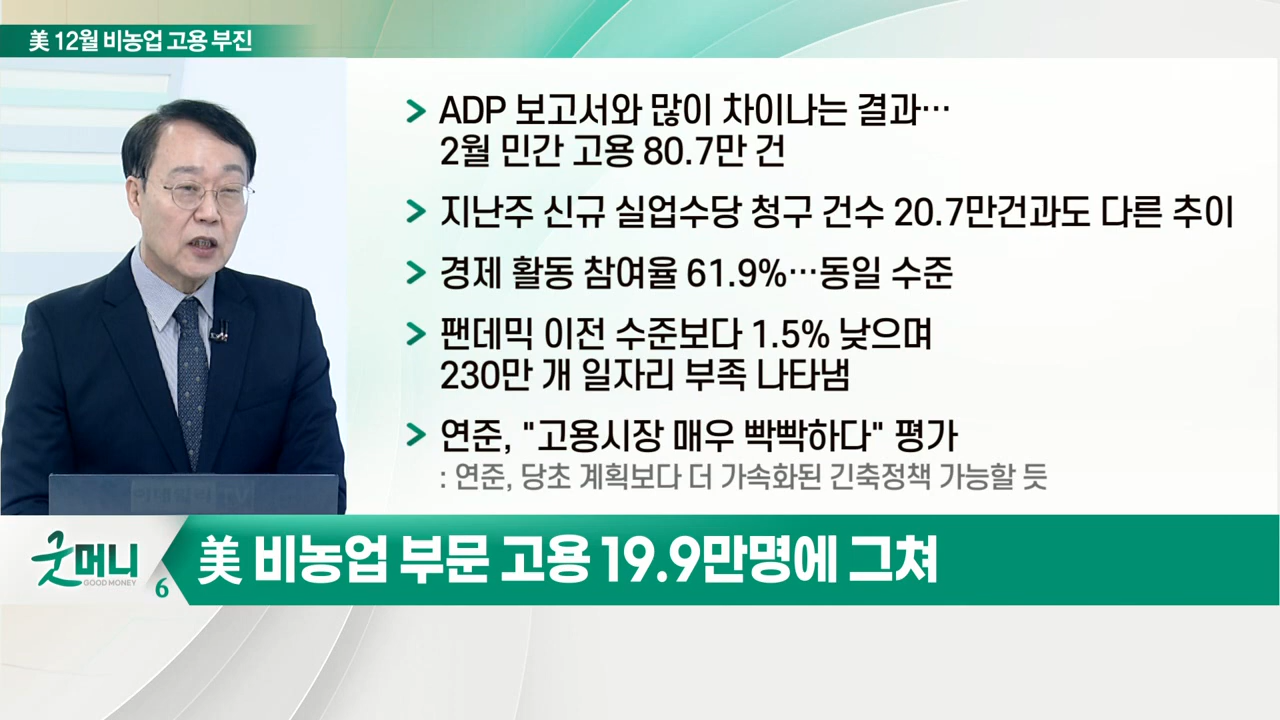 美 12월 비농업 고용 부진
> ADP 보고서와 많이 차이나는 결과…
2월 민간 고용 80.7만 건
> 지난주 신규 실업수당 청구 건수 20.7만건과도 다른 추이
> 경제 활동 참여율 61.9%…동일 수준
> 팬데믹 이전 수준보다 1.5% 낮으며
230만 개 일자리 부족 나타냄
> 연준, "고용시장 매우 빡빡하다" 평가
: 연준, 당초 계획보다 더 가속화된 긴축정책 가능할 듯
이데일리 TV
굿머니
GOOD MONEY
6
美 비농업 부문 고용 19.9만명에 그쳐